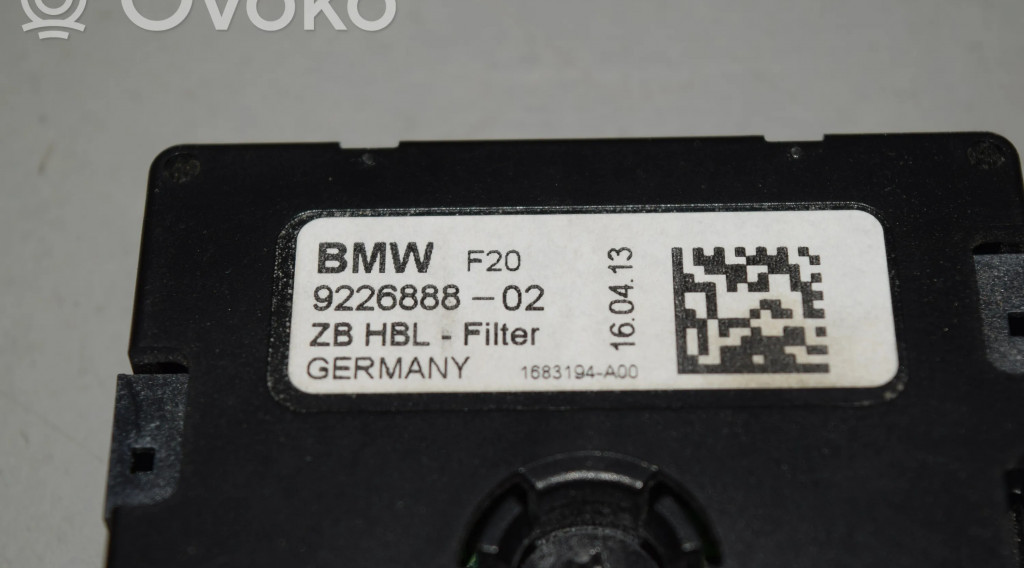 OVOKO
BMW F20
9226888-02
ZB HBL - Filter
GERMANY 1683194-A00
16.04.13